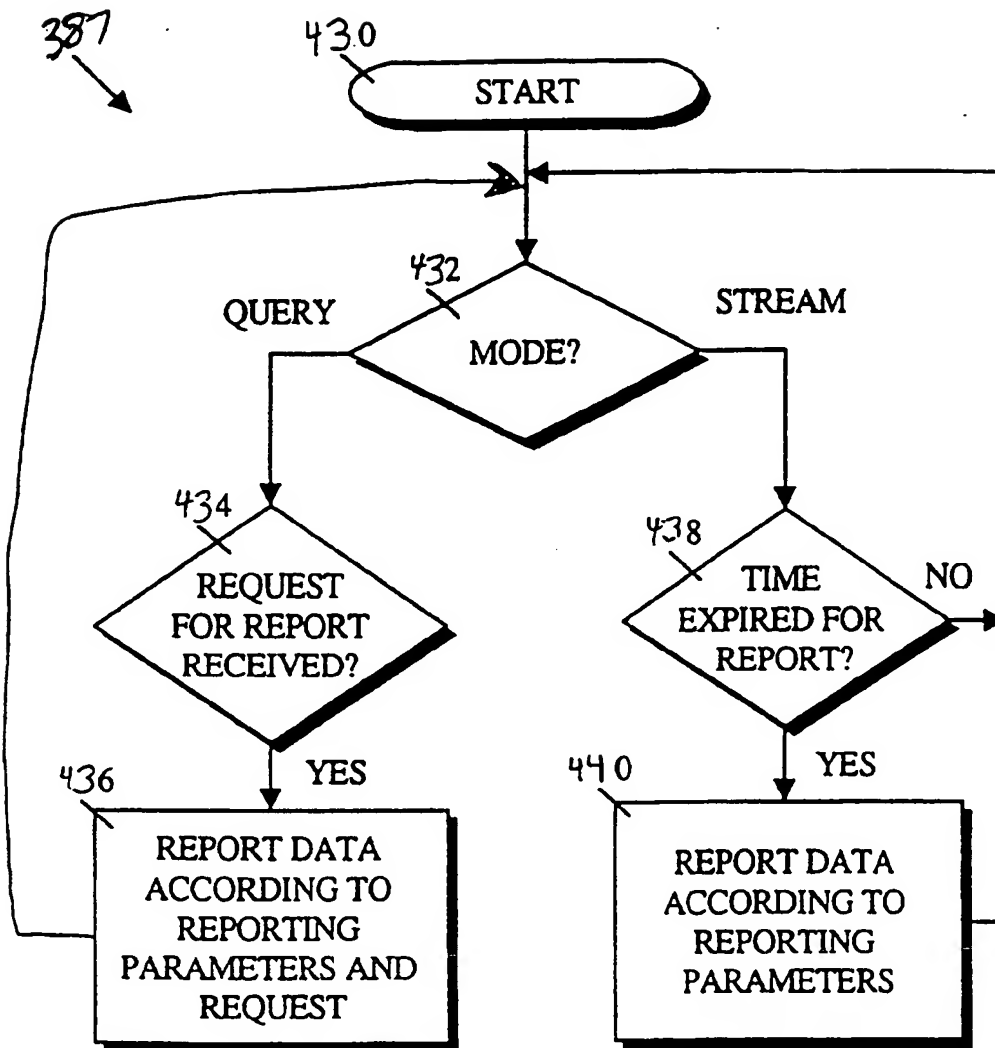 387
430
START
432
QUERY
STREAM
MODE?
434
REQUEST
FOR REPORT
RECEIVED?
438
TIME
EXPIRED FOR
REPORT?
NO
YES
436
REPORT DATA
ACCORDING TO
REPORTING
PARAMETERS AND
REQUEST
YES
440
REPORT DATA
ACCORDING TO
REPORTING
PARAMETERS